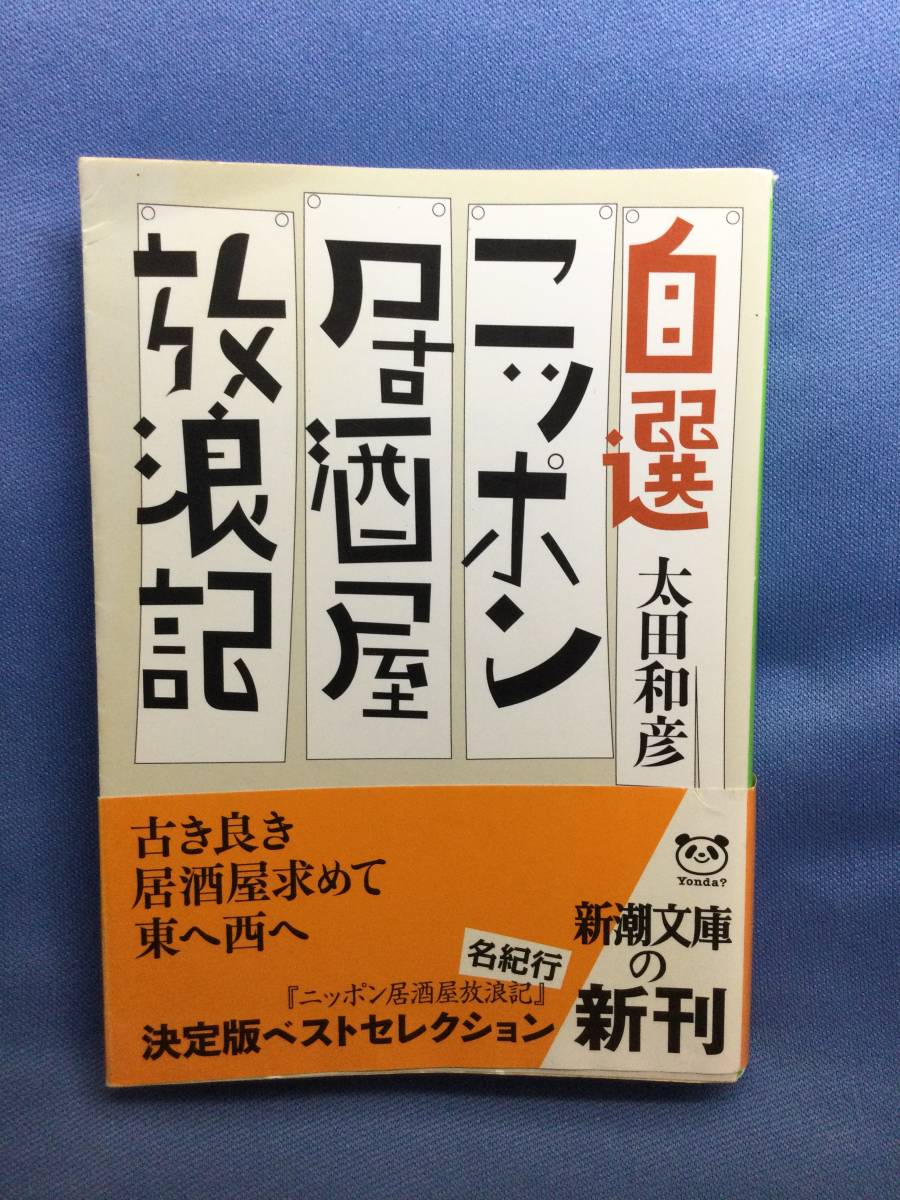 自選
太田和彦
ニッポン
居酒屋
放浪記
古き良き
居酒屋求めて
東へ西へ
名紀行
『ニッポン居酒屋放浪記』
決定版ベストセレクション
Yonda?
新潮文庫
の
新刊